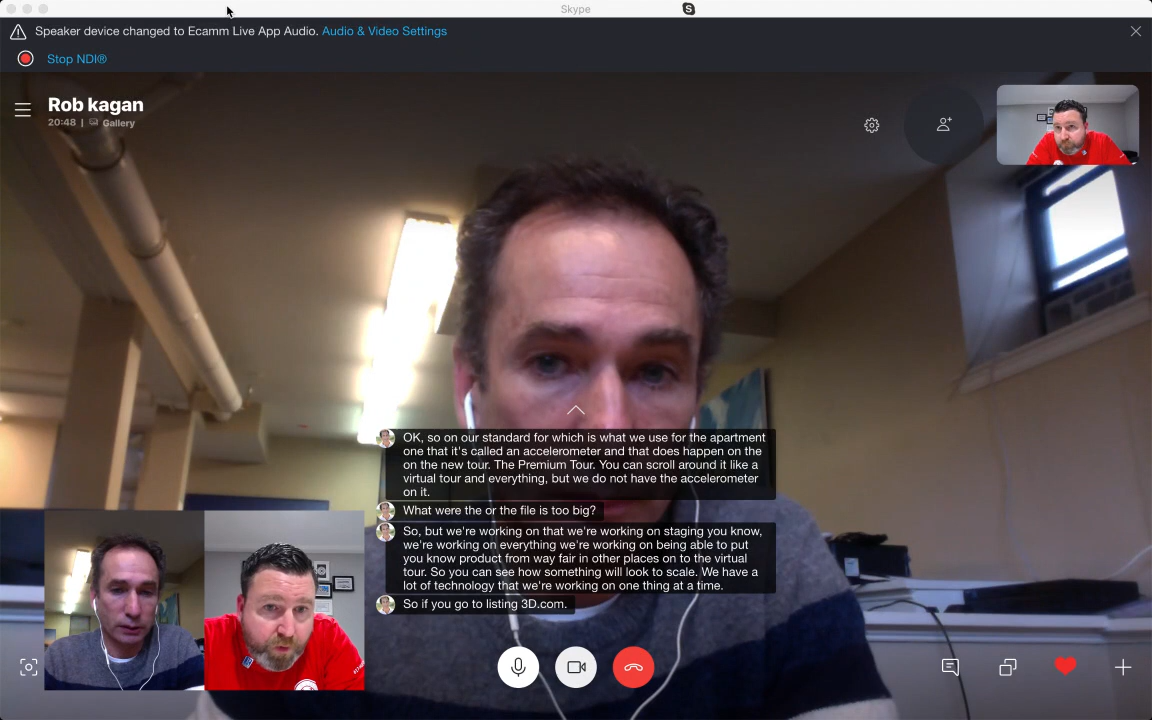 Skype
Speaker device changed to Ecamm Live App Audio. Audio & Video Settings
Stop NDI®
Rob kagan
20:48 | Gallery
OK, so on our standard for which is what we use for the apartment
one that it's called an accelerometer and that does happen on the
on the new tour. The Premium Tour. You can scroll around it like a
virtual tour and everything, but we do not have the accelerometer
on it.
What were the or the file is too big?
So, but we're working on that we're working on staging you know,
we're working on everything we're working on being able to put
you know product from way fair in other places on to the virtual
tour. So you can see how something will look to scale. We have a
lot of technology that we're working on one thing at a time.
So if you go to listing 3D.com.